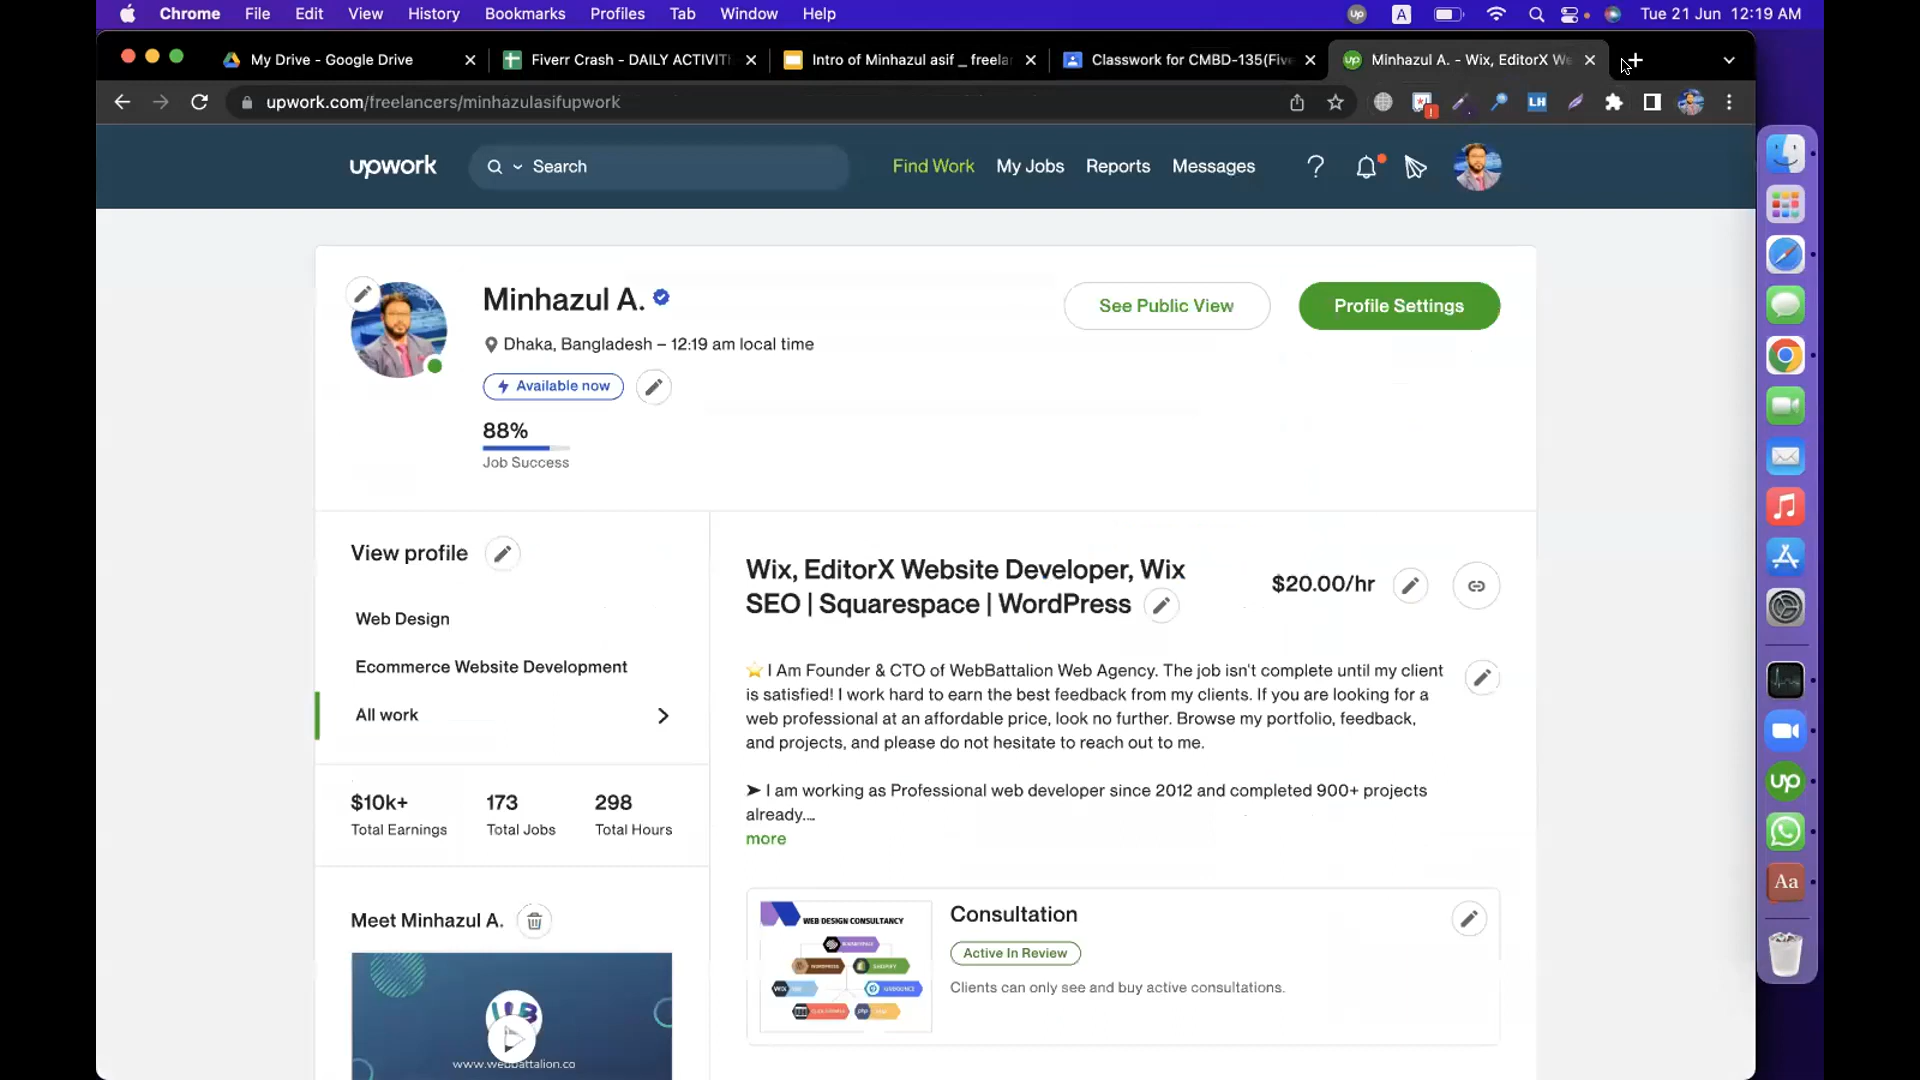 Chrome File Edit View History Bookmarks Profiles Tab Window Help
Tue 21 Jun 12:19 AM
My Drive - Google Drive
Fiverr Crash - DAILY ACTIVITI
Intro of Minhazul asif _ freela
Classwork for CMBD-135(Five
Minhazul A. - Wix, EditorX We
upwork.com/freelancers/minhazulasifupwork
upwork
Search
Find Work My Jobs Reports Messages
Minhazul A.
Dhaka, Bangladesh – 12:19 am local time
Available now
88%
Job Success
See Public View
Profile Settings
View profile
Web Design
Ecommerce Website Development
All work
$10k+ 173 298
Total Earnings Total Jobs Total Hours
Meet Minhazul A.
www.webbattalion.co
Wix, EditorX Website Developer, Wix
SEO | Squarespace | WordPress
$20.00/hr
⭐ I Am Founder & CTO of WebBattalion Web Agency. The job isn't complete until my client
is satisfied! I work hard to earn the best feedback from my clients. If you are looking for a
web professional at an affordable price, look no further. Browse my portfolio, feedback,
and projects, and please do not hesitate to reach out to me.
➤ I am working as Professional web developer since 2012 and completed 900+ projects
already...
more
WEB DESIGN CONSULTANCY
Consultation
Active In Review
Clients can only see and buy active consultations.
LH
up
Aa